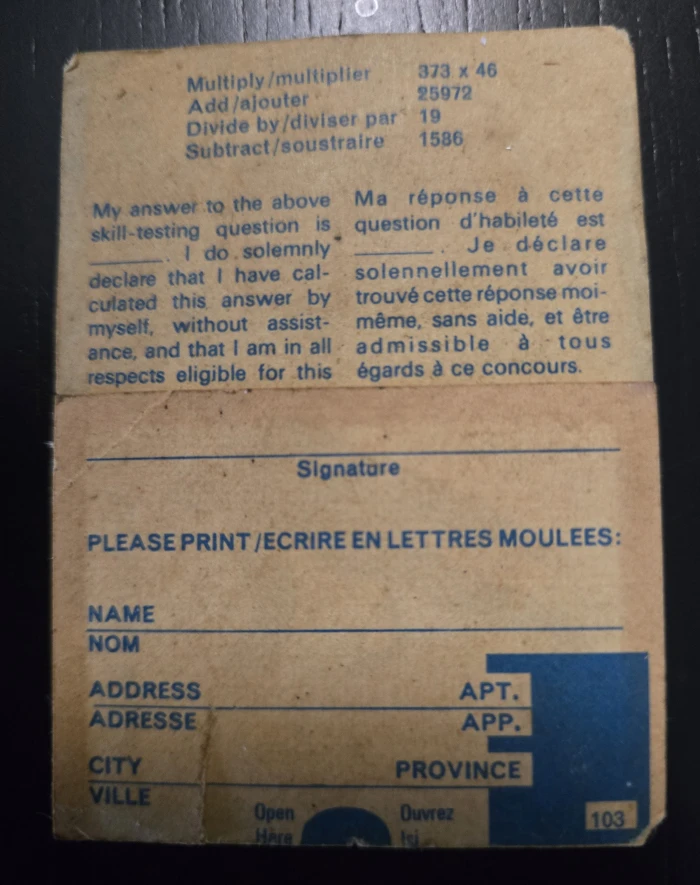 Multiply/multiplier 373 x 46
Add/ajouter 25972
Divide by/diviser par 19
Subtract/soustraire 1586
My answer to the above
skill-testing question is
________. I do solemnly
declare that I have cal-
culated this answer by
myself, without assist-
ance, and that I am in all
respects eligible for this
Ma réponse à cette
question d'habileté est
________. Je déclare
solennellement avoir
trouvé cette réponse moi-
même, sans aide, et être
admissible à tous
égards à ce concours.
Signature
PLEASE PRINT/ECRIRE EN LETTRES MOULEES:
NAME
NOM
ADDRESS APT.
ADRESSE APP.
CITY PROVINCE
VILLE
Open Ouvrez
Here Ici
103